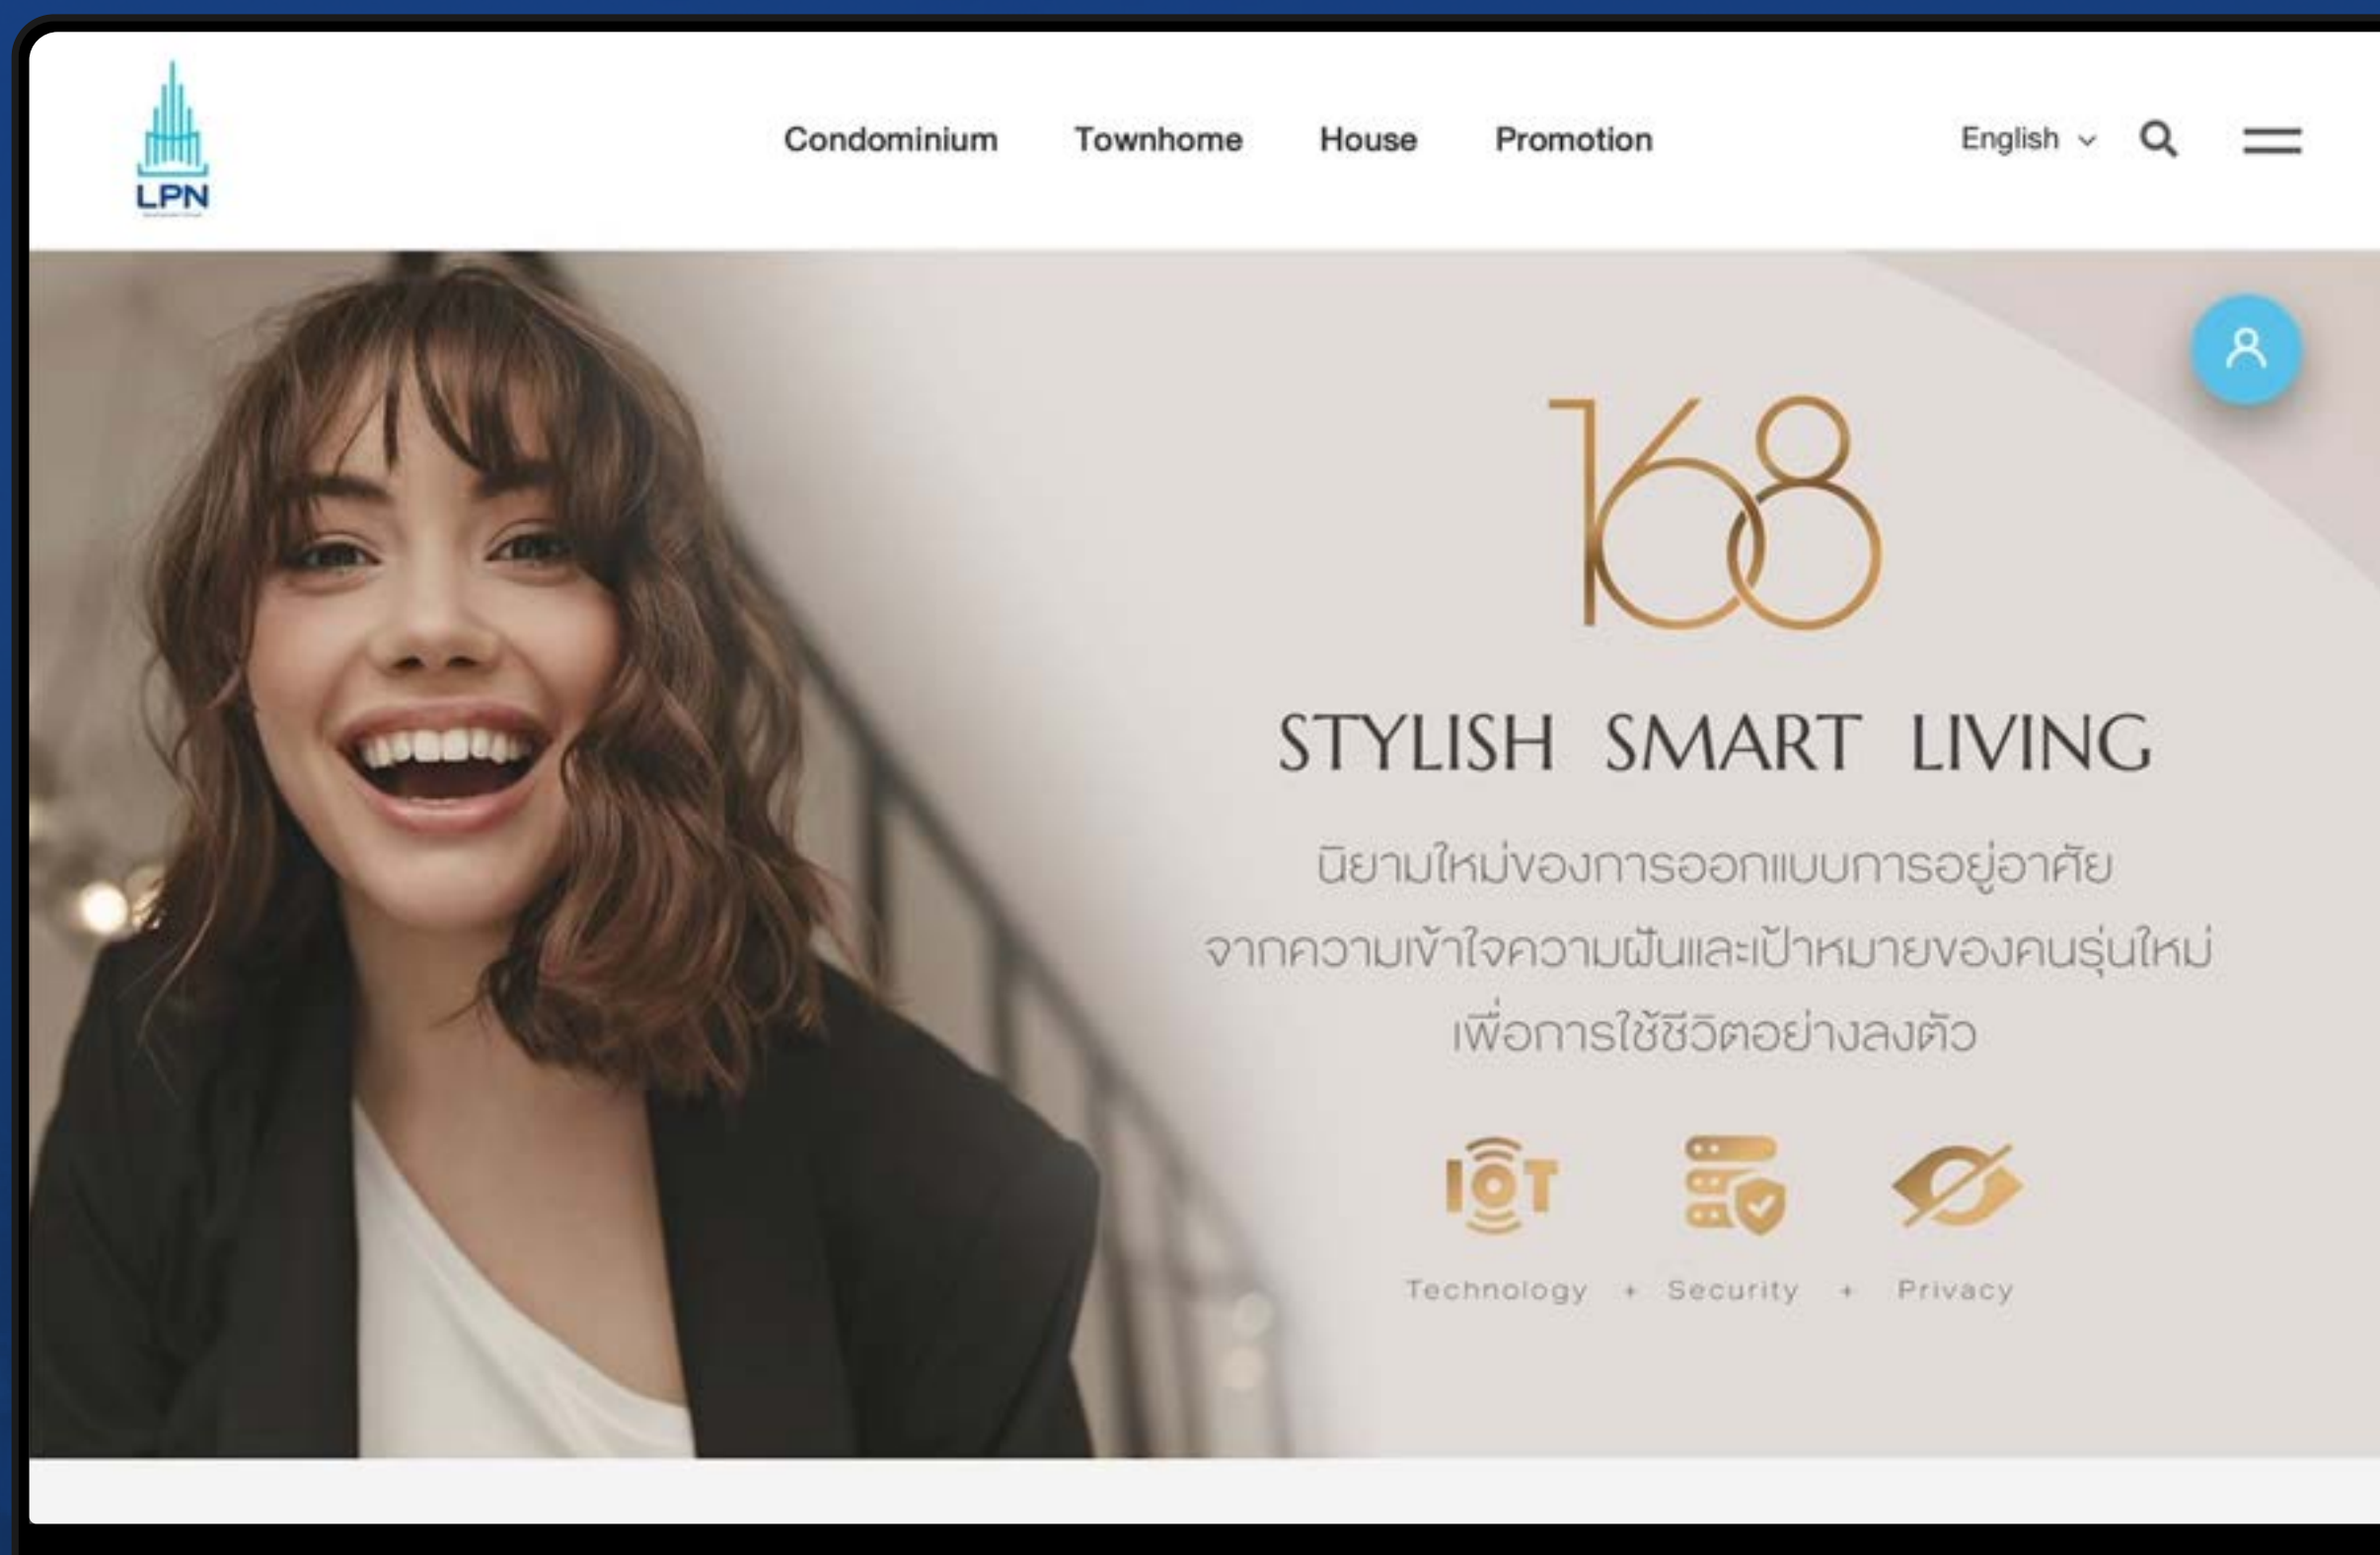 LPN
Condominium Townhome House Promotion English
168
STYLISH SMART LIVING
นิยามใหม่ของการออกแบบการอยู่อาศัย
จากความเข้าใจความฝันและเป้าหมายของคนรุ่นใหม่
เพื่อการใช้ชีวิตอย่างลงตัว
IOT
Technology + Security + Privacy